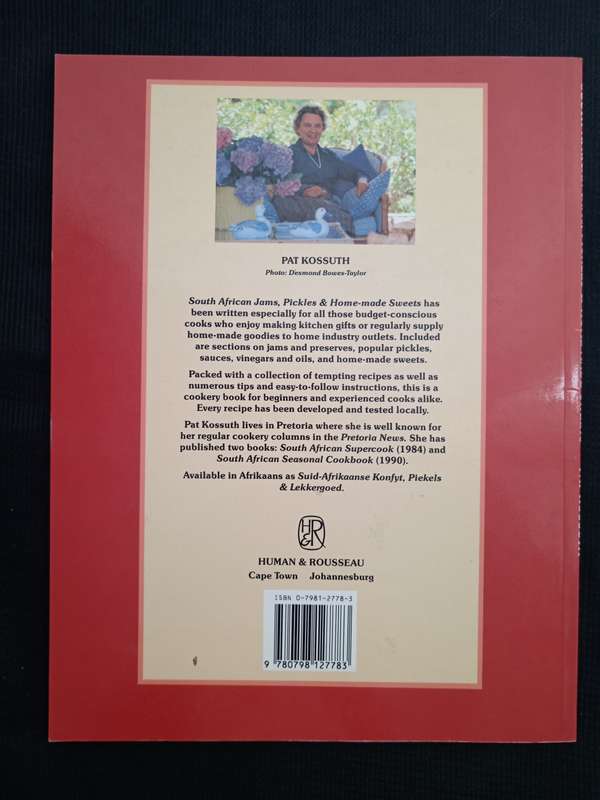 PAT KOSSUTH
Photo: Desmond Bowes-Taylor
South African Jams, Pickles & Home-made Sweets has
been written especially for all those budget-conscious
cooks who enjoy making kitchen gifts or regularly supply
home-made goodies to home industry outlets. Included
are sections on jams and preserves, popular pickles,
sauces, vinegars and oils, and home-made sweets.
Packed with a collection of tempting recipes as well as
numerous tips and easy-to-follow instructions, this is a
cookery book for beginners and experienced cooks alike.
Every recipe has been developed and tested locally.
Pat Kossuth lives in Pretoria where she is well known for
her regular cookery columns in the Pretoria News. She has
published two books: South African Supercook (1984) and
South African Seasonal Cookbook (1990).
Available in Afrikaans as Suid-Afrikaanse Konfyt, Piekels
& Lekkergoed.
H&R
HUMAN & ROUSSEAU
Cape Town Johannesburg
ISBN 0-7981-2778-3
9 780798 127783